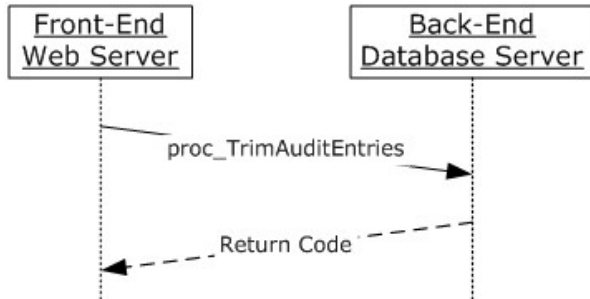 Front-End
Web Server
Back-End
Database Server
proc_TrimAuditEntries
Return Code